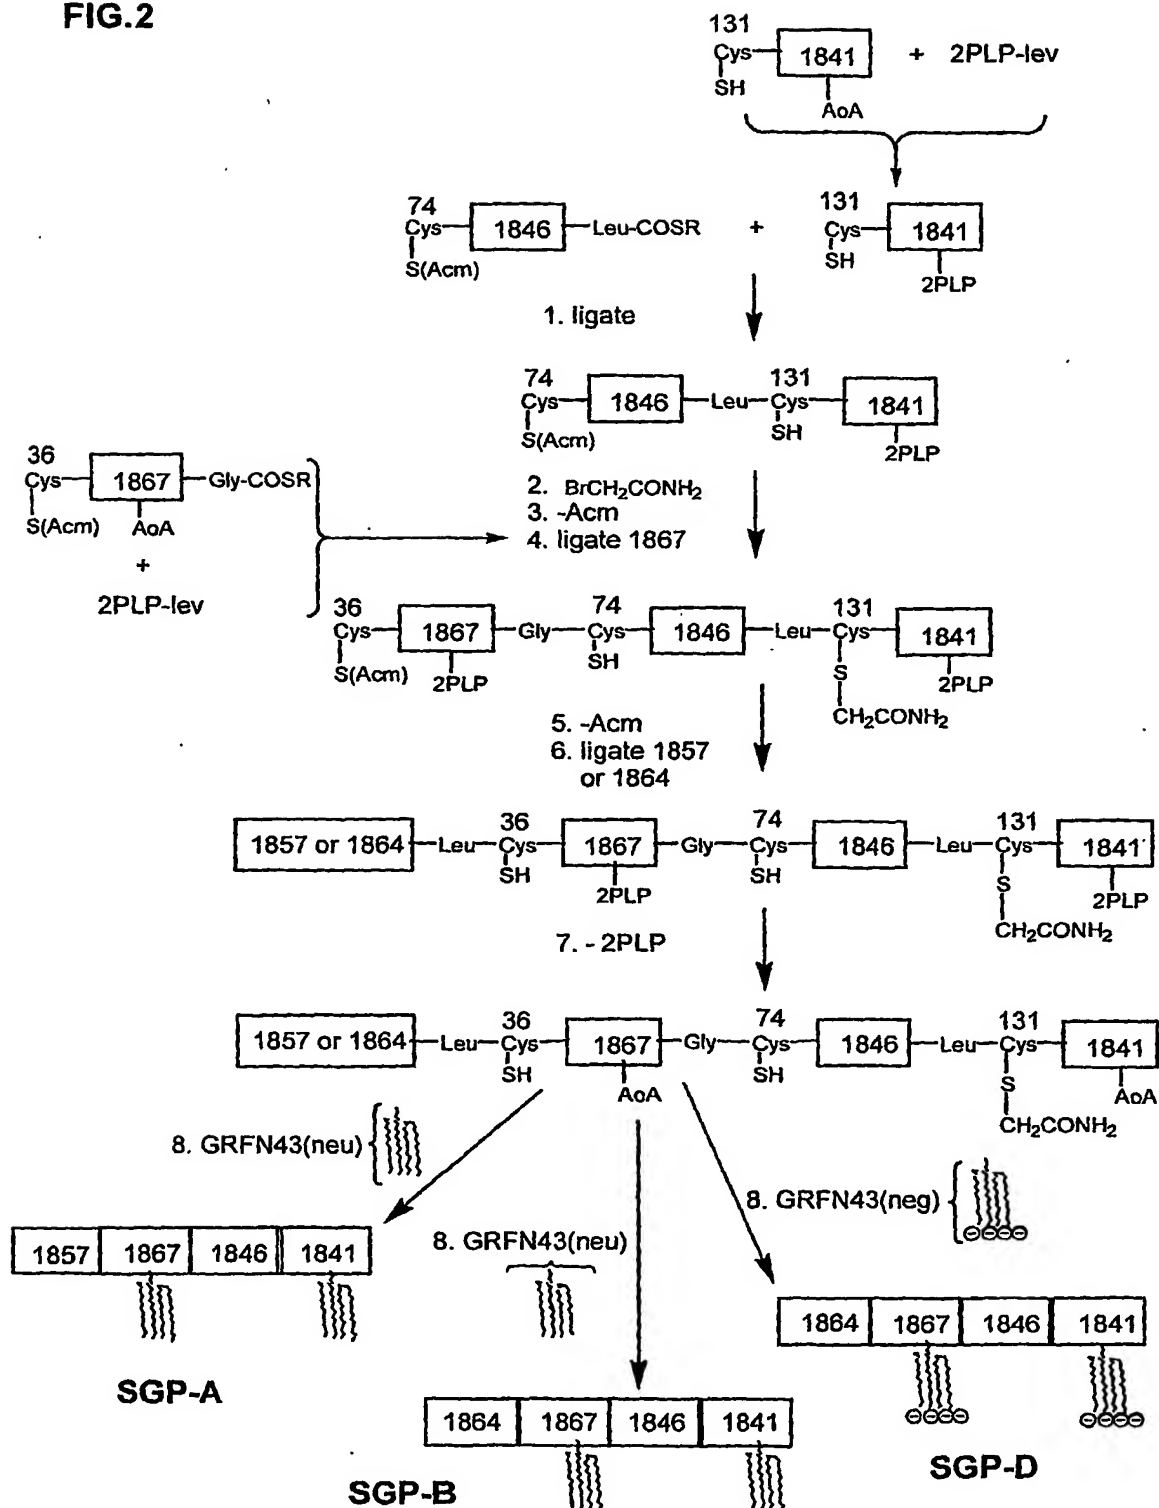 FIG.2
131
Cys 1841 + 2PLP-lev
SH
AoA
74 131
Cys 1846 Leu-COSR + Cys 1841
S(Acm) SH
2PLP
1. ligate
74 131
Cys 1846 Leu Cys 1841
S(Acm) SH
2PLP
36
Cys 1867 Gly-COSR
S(Acm) AoA
+
2PLP-lev
2. BrCH₂CONH₂
3. -Acm
4. ligate 1867
36 74 131
Cys 1867 Gly Cys 1846 Leu Cys 1841
S(Acm) 2PLP SH S 2PLP
CH₂CONH₂
5. -Acm
6. ligate 1857
or 1864
36 74 131
1857 or 1864 Leu Cys 1867 Gly Cys 1846 Leu Cys 1841
SH 2PLP SH S 2PLP
CH₂CONH₂
7. - 2PLP
36 74 131
1857 or 1864 Leu Cys 1867 Gly Cys 1846 Leu Cys 1841
SH AoA SH S AoA
CH₂CONH₂
8. GRFN43(neu)
8. GRFN43(neg)
⊖⊖⊖⊖
8. GRFN43(neu)
1857 1867 1846 1841
SGP-A
1864 1867 1846 1841
⊖⊖⊖⊖ ⊖⊖⊖⊖
SGP-D
1864 1867 1846 1841
SGP-B